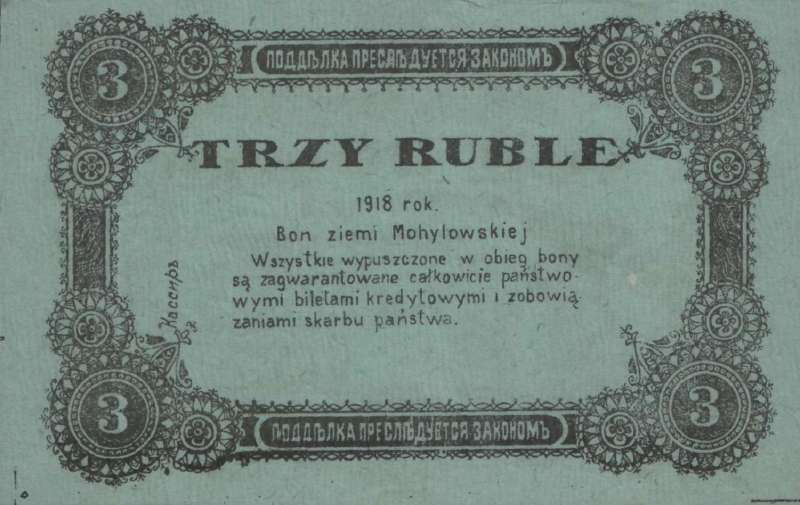 3 ПОДДѢЛКА ПРЕСЛѢДУЕТСЯ ЗАКОНОМЪ 3
TRZY RUBLE
1918 rok.
Bon ziemi Mohylowskiej
Wszystkie wypuszczone w obieg bony
są zagwarantowane całkowicie państwo-
wymi biletami kredytowymi i zobowią-
zaniami skarbu państwa.
Кассиръ
3 ПОДДѢЛКА ПРЕСЛѢДУЕТСЯ ЗАКОНОМЪ 3